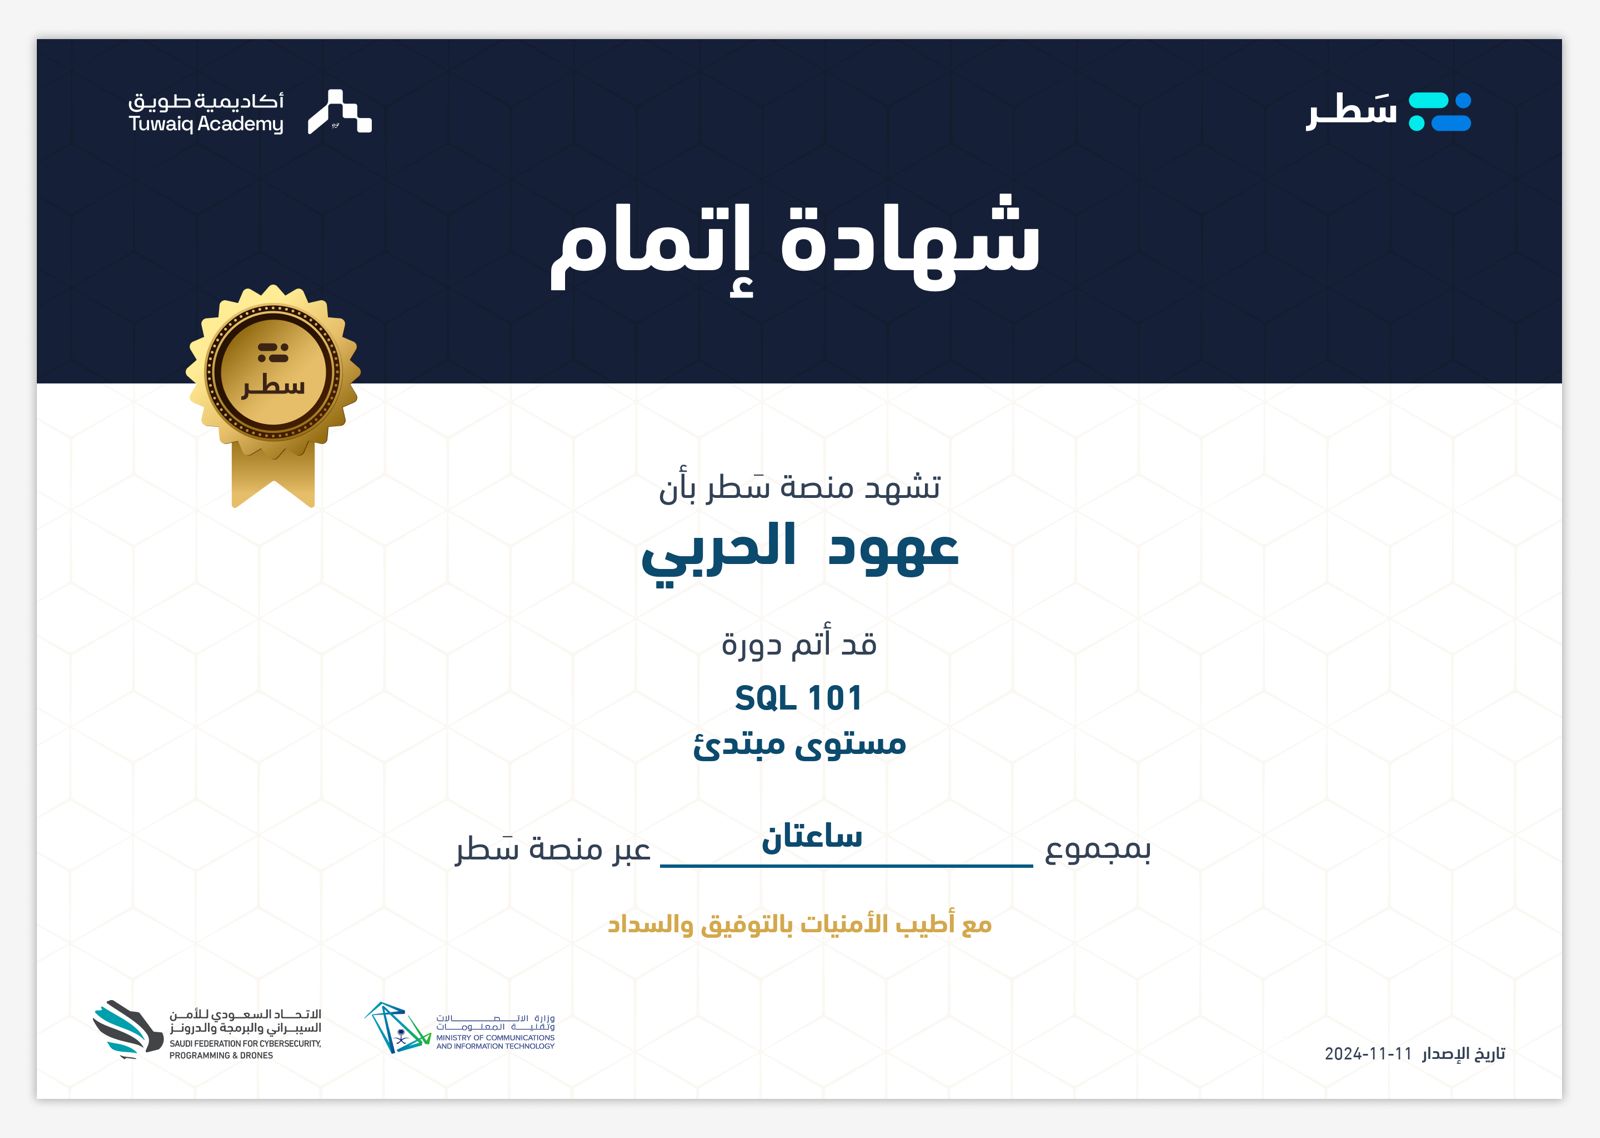 سَطر
أكاديمية طويق
Tuwaiq Academy
شهادة إتمام
سطر
تشهد منصة سَطر بأن
عهود الحربي
قد أتم دورة
SQL 101
مستوى مبتدئ
بمجموع ساعتان عبر منصة سَطر
مع أطيب الأمنيات بالتوفيق والسداد
الاتحاد السعودي للأمن
السيبراني والبرمجة والدرونز
SAUDI FEDERATION FOR CYBERSECURITY,
PROGRAMMING & DRONES
وزارة الاتصالات
وتقنية المعلومات
MINISTRY OF COMMUNICATIONS
AND INFORMATION TECHNOLOGY
تاريخ الإصدار 2024-11-11